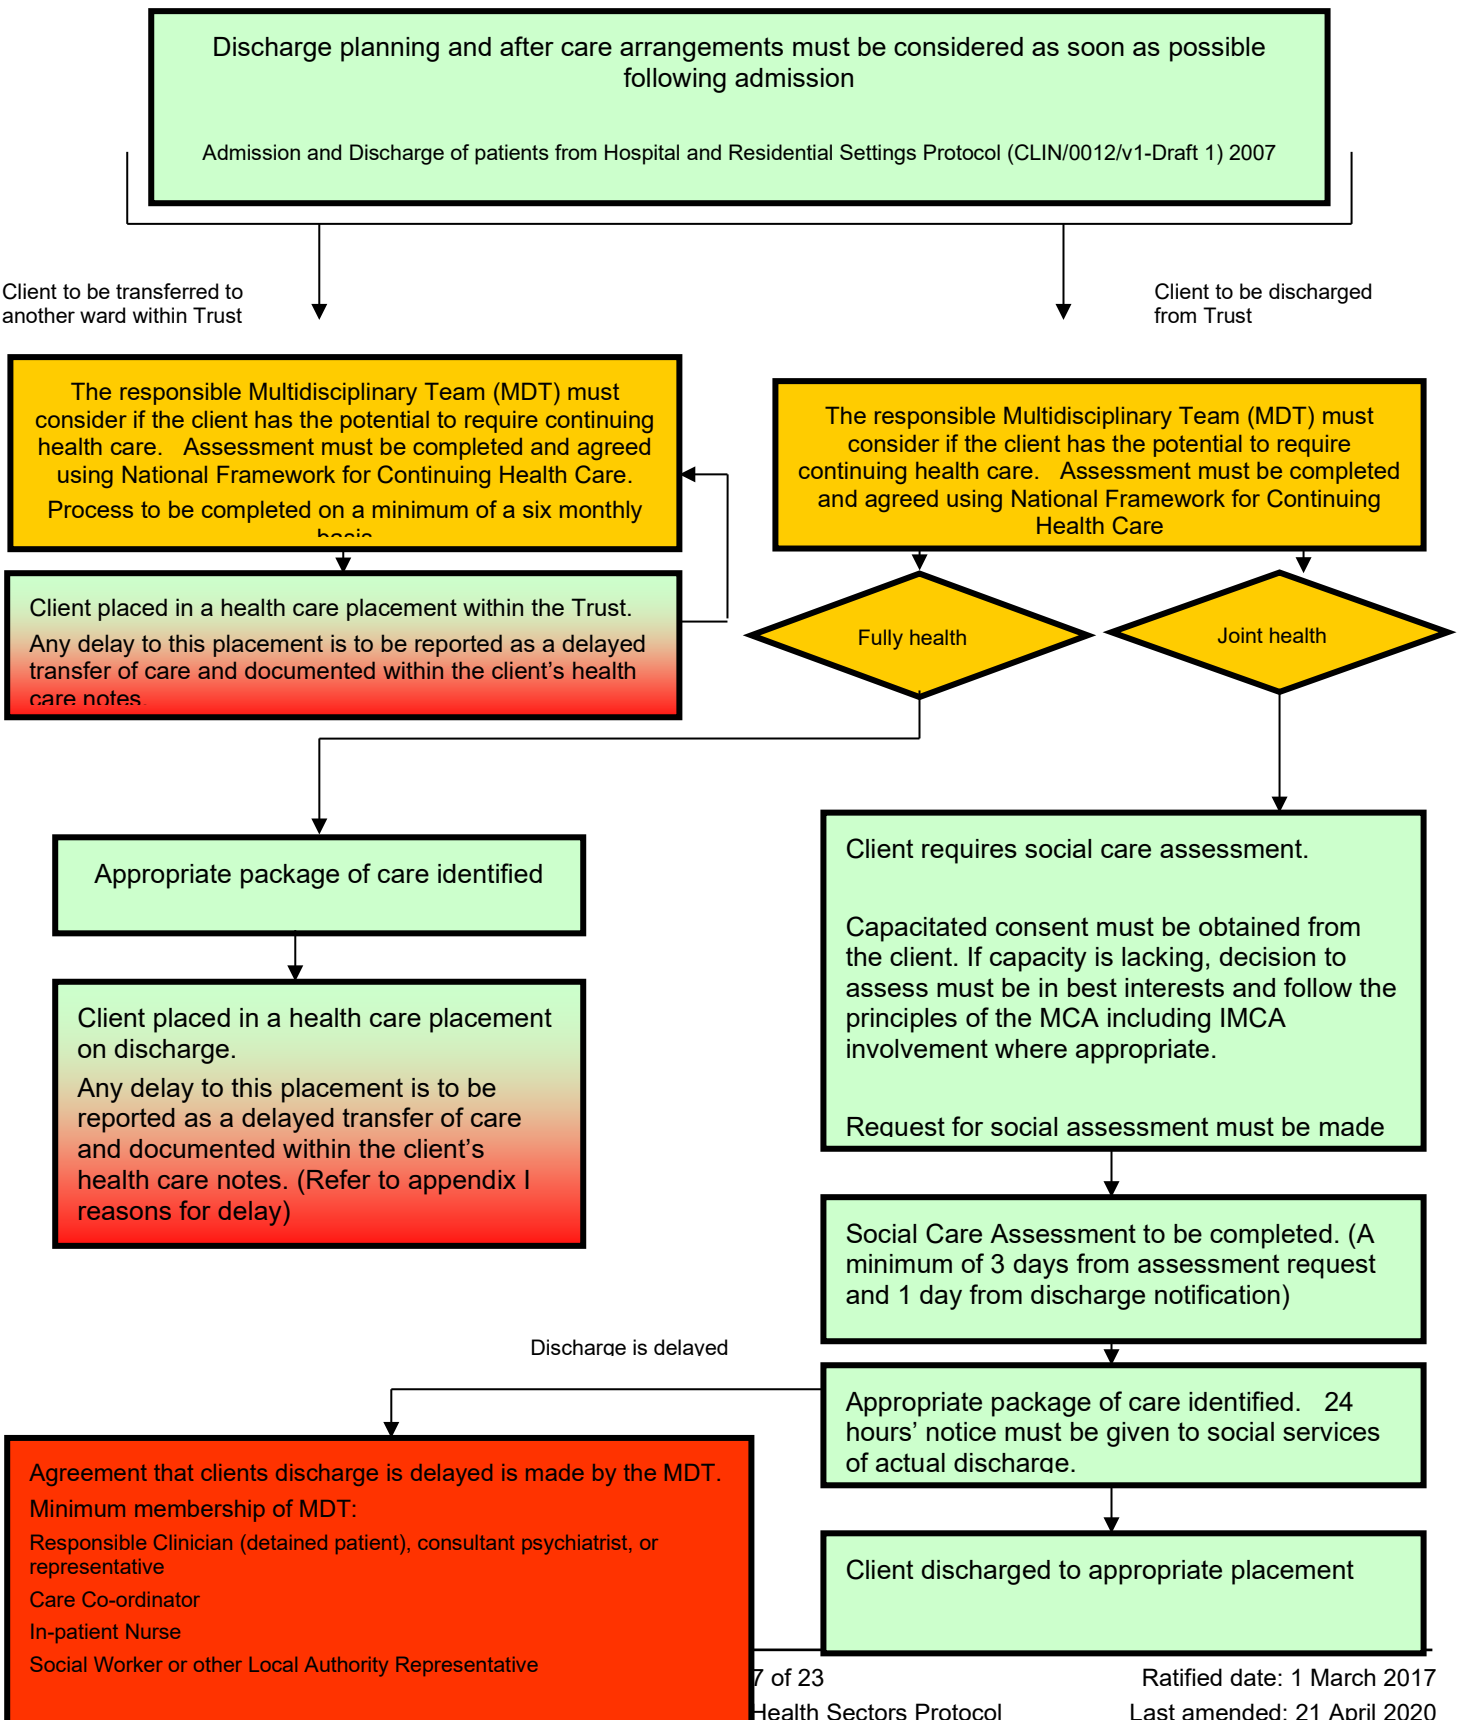 Discharge planning and after care arrangements must be considered as soon as possible
following admission
Admission and Discharge of patients from Hospital and Residential Settings Protocol (CLIN/0012/v1-Draft 1) 2007
Client to be transferred to
another ward within Trust
Client to be discharged
from Trust
The responsible Multidisciplinary Team (MDT) must
consider if the client has the potential to require continuing
health care.   Assessment must be completed and agreed
using National Framework for Continuing Health Care.
Process to be completed on a minimum of a six monthly
basis
The responsible Multidisciplinary Team (MDT) must
consider if the client has the potential to require
continuing health care.   Assessment must be completed
and agreed using National Framework for Continuing
Health Care
Client placed in a health care placement within the Trust.
Any delay to this placement is to be reported as a delayed
transfer of care and documented within the client's health
care notes.
Fully health
Joint health
Appropriate package of care identified
Client placed in a health care placement
on discharge.
Any delay to this placement is to be
reported as a delayed transfer of care
and documented within the client's
health care notes. (Refer to appendix I
reasons for delay)
Client requires social care assessment.
Capacitated consent must be obtained from
the client. If capacity is lacking, decision to
assess must be in best interests and follow the
principles of the MCA including IMCA
involvement where appropriate.
Request for social assessment must be made
Social Care Assessment to be completed. (A
minimum of 3 days from assessment request
and 1 day from discharge notification)
Discharge is delayed
Appropriate package of care identified.   24
hours' notice must be given to social services
of actual discharge.
Agreement that clients discharge is delayed is made by the MDT.
Minimum membership of MDT:
Responsible Clinician (detained patient), consultant psychiatrist, or
representative
Care Co-ordinator
In-patient Nurse
Social Worker or other Local Authority Representative
Client discharged to appropriate placement
7 of 23
Ratified date: 1 March 2017
Health Sectors Protocol
Last amended: 21 April 2020